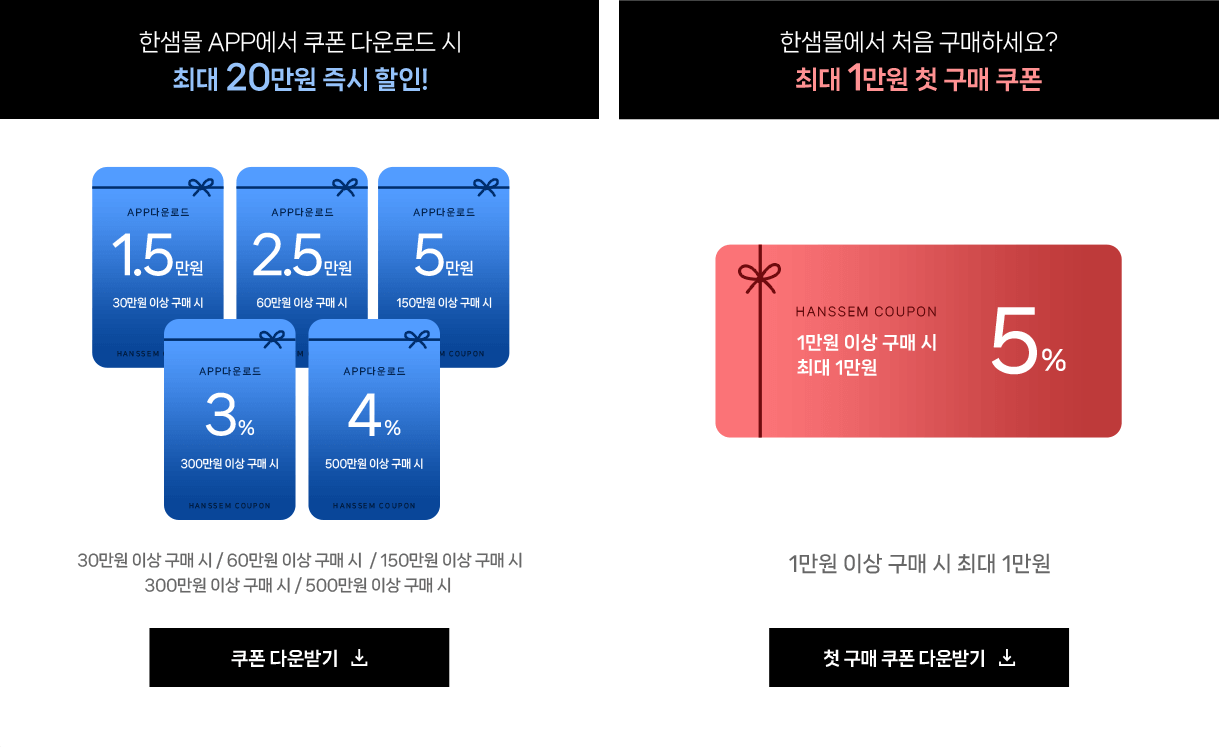 한샘몰 APP에서 쿠폰 다운로드 시
최대 20만원 즉시 할인!
APP다운로드
1.5만원
30만원 이상 구매 시
HANSSEM
APP다운로드
2.5만원
60만원 이상 구매 시
APP다운로드
5만원
150만원 이상 구매 시
COUPON
APP다운로드
3%
300만원 이상 구매 시
HANSSEM COUPON
APP다운로드
4%
500만원 이상 구매 시
HANSSEM COUPON
30만원 이상 구매 시 / 60만원 이상 구매 시 / 150만원 이상 구매 시
300만원 이상 구매 시 / 500만원 이상 구매 시
쿠폰 다운받기
한샘몰에서 처음 구매하세요?
최대 1만원 첫 구매 쿠폰
HANSSEM COUPON
1만원 이상 구매 시
최대 1만원
5%
1만원 이상 구매 시 최대 1만원
첫 구매 쿠폰 다운받기